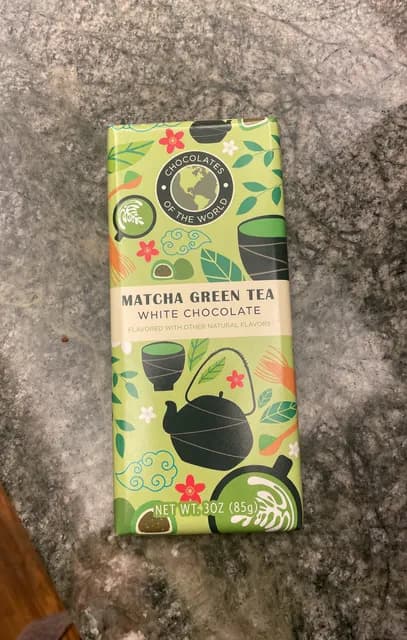 CHOCOLATES
OF THE WORLD
MATCHA GREEN TEA
WHITE CHOCOLATE
FLAVORED WITH OTHER NATURAL FLAVORS
NET WT. 3OZ (85g)